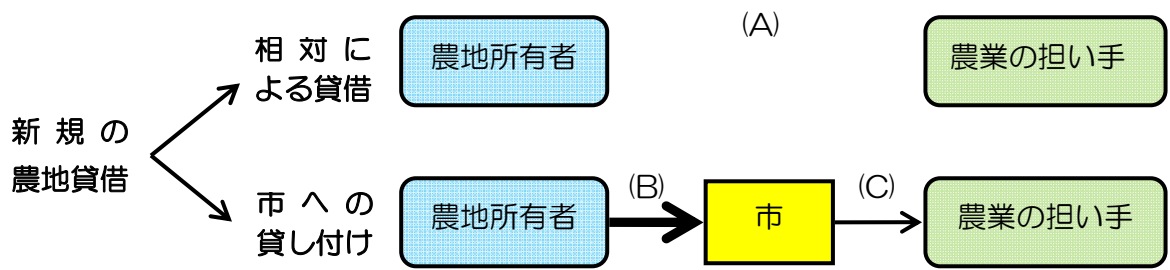 相 対 に
よる貸借
農地所有者
(A)
農業の担い手
新 規 の
農地貸借
市 へ の
貸し付け
農地所有者
(B)
市
(C)
農業の担い手